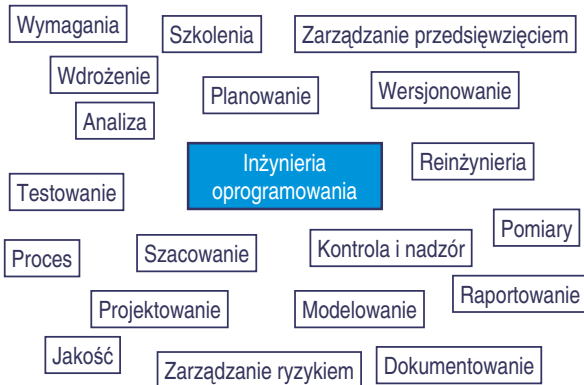 Wymagania
Szkolenia
Zarządzanie przedsięwzięciem
Wdrożenie
Planowanie
Wersjonowanie
Analiza
Inżynieria
oprogramowania
Reinżynieria
Testowanie
Pomiary
Proces
Szacowanie
Kontrola i nadzór
Raportowanie
Projektowanie
Modelowanie
Jakość
Zarządzanie ryzykiem
Dokumentowanie